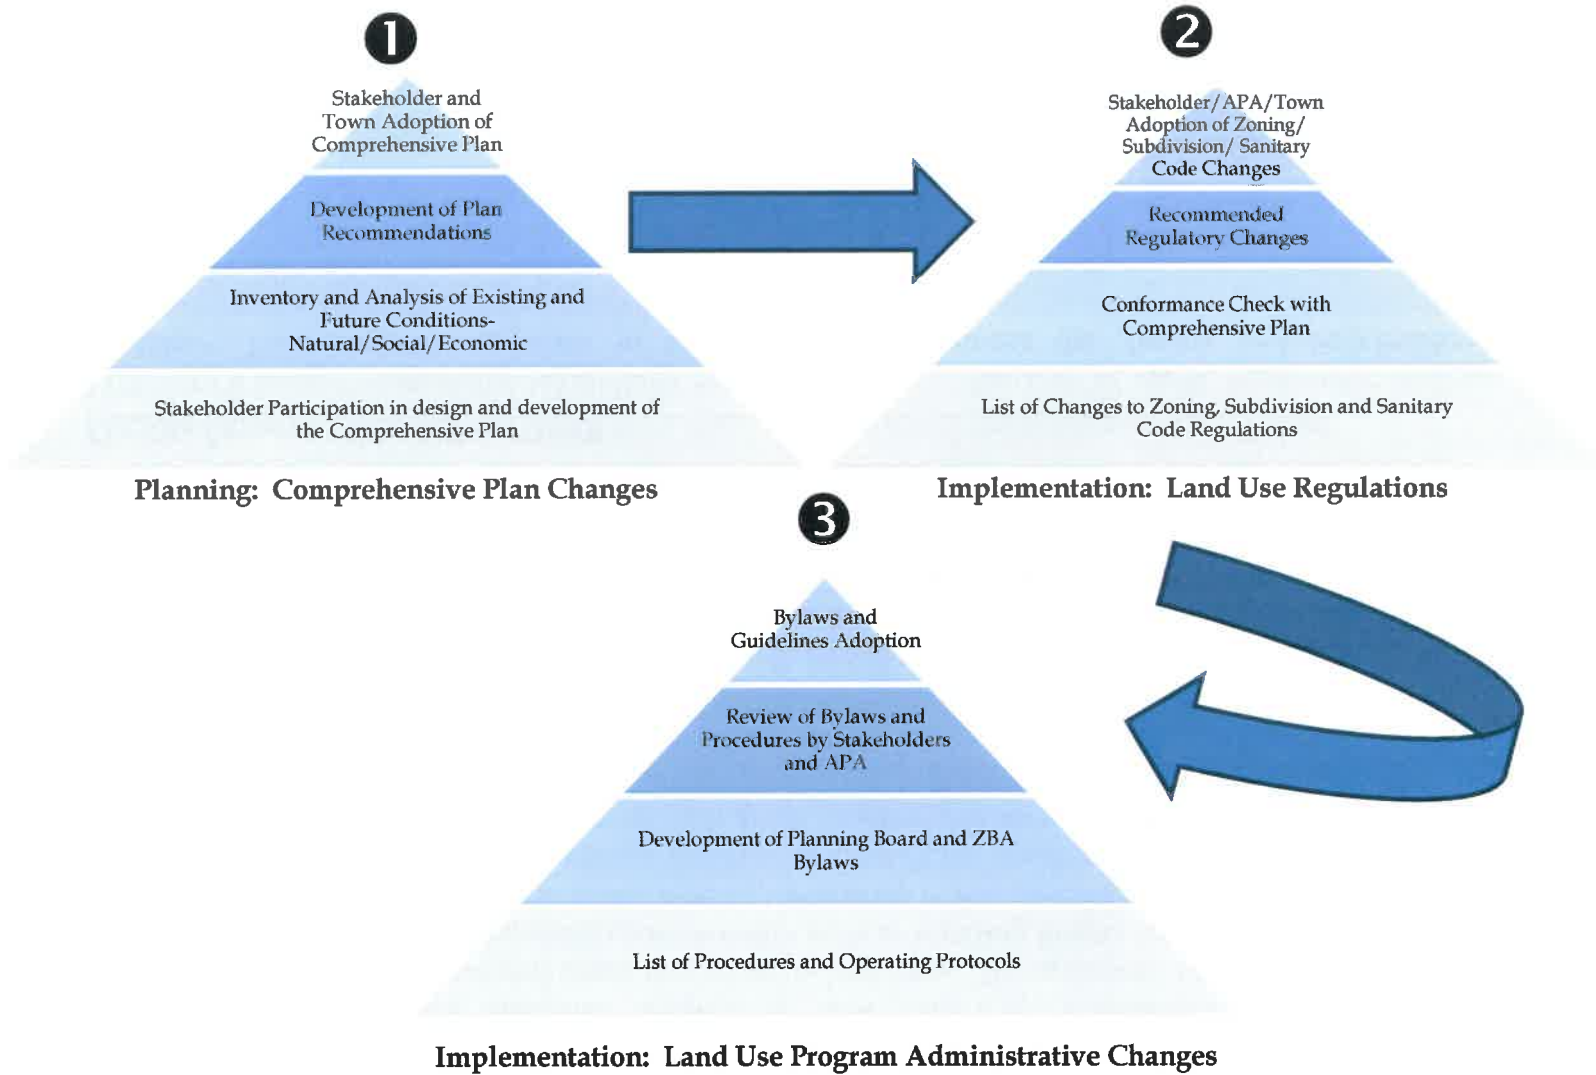 1
Stakeholder and
Town Adoption of
Comprehensive Plan
Development of Plan
Recommendations
Inventory and Analysis of Existing and
Future Conditions-
Natural/Social/Economic
Stakeholder Participation in design and development of
the Comprehensive Plan
Planning: Comprehensive Plan Changes
2
Stakeholder/APA/Town
Adoption of Zoning/
Subdivision/ Sanitary
Code Changes
Recommended
Regulatory Changes
Conformance Check with
Comprehensive Plan
List of Changes to Zoning, Subdivision and Sanitary
Code Regulations
Implementation: Land Use Regulations
3
Bylaws and
Guidelines Adoption
Review of Bylaws and
Procedures by Stakeholders
and APA
Development of Planning Board and ZBA
Bylaws
List of Procedures and Operating Protocols
Implementation: Land Use Program Administrative Changes